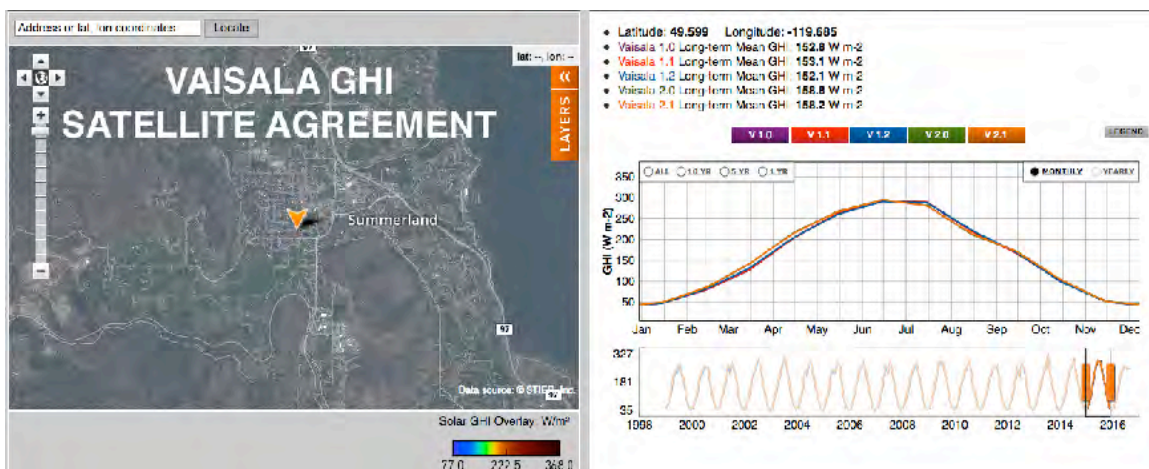 Address or lat, lon coordinates
Locate
97
lat: --, lon: --
VAISALA GHI
SATELLITE AGREEMENT
LAYERS
Summerland
97
Data source: © STIER, Inc.
97
Solar GHI Overlay: W/m²
77.0 222.5 368.0
Latitude: 49.599 Longitude: -119.685
Vaisala 1.0 Long-term Mean GHI: 152.8 W m-2
Vaisala 1.1 Long-term Mean GHI: 153.1 W m-2
Vaisala 1.2 Long-term Mean GHI: 152.1 W m-2
Vaisala 2.0 Long-term Mean GHI: 158.8 W m-2
Vaisala 2.1 Long-term Mean GHI: 158.2 W m-2
V 1.0 V 1.1 V 1.2 V 2.0 V 2.1
LEGEND
ALL 10 YR 5 YR 1 YR
MONTHLY YEARLY
GHI (W m-2)
350
300
250
200
150
100
50
Jan Feb Mar Apr May Jun Jul Aug Sep Oct Nov Dec
327
181
35
1998 2000 2002 2004 2006 2008 2010 2012 2014 2016